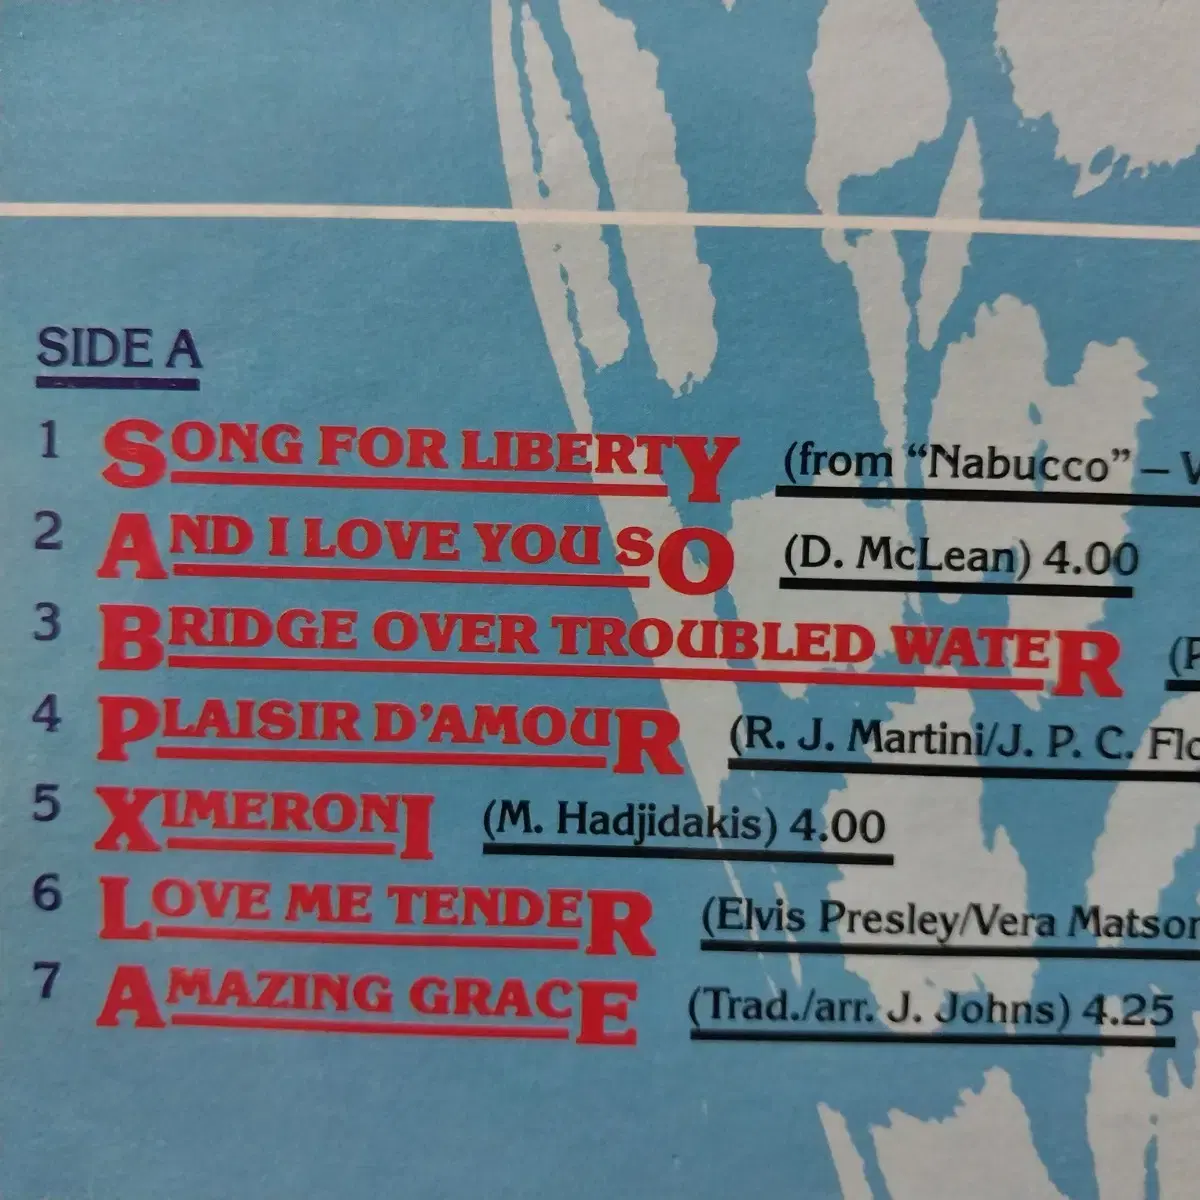 SIDE A
1 SONG FOR LIBERTY (from “Nabucco” –
2 AND I LOVE YOU SO (D. McLean) 4.00
3 BRIDGE OVER TROUBLED WATER
4 PLAISIR D’AMOUR (R. J. Martini/J. P. C.
5 XIMERONI (M. Hadjidakis) 4.00
6 LOVE ME TENDER (Elvis Presley/Vera Matson
7 AMAZING GRACE (Trad./arr. J. Johns) 4.25